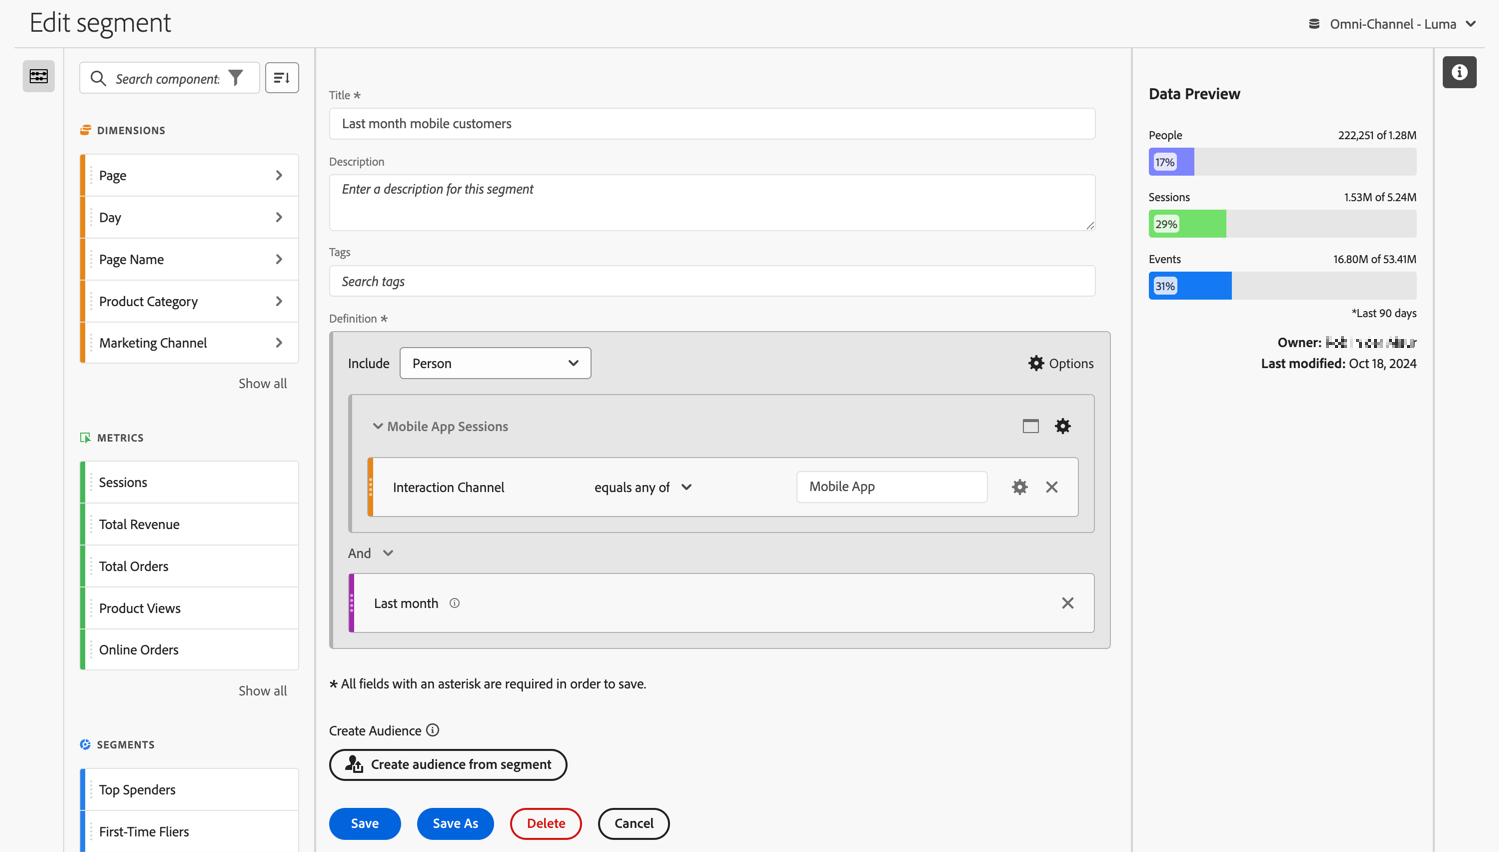 Edit segment
Omni-Channel - Luma
Search component
DIMENSIONS
Page
Day
Page Name
Product Category
Marketing Channel
Show all
METRICS
Sessions
Total Revenue
Total Orders
Product Views
Online Orders
Show all
SEGMENTS
Top Spenders
First-Time Fliers
Title *
Last month mobile customers
Description
Enter a description for this segment
Tags
Search tags
Definition *
Include Person Options
Mobile App Sessions
Interaction Channel equals any of Mobile App
And
Last month
* All fields with an asterisk are required in order to save.
Create Audience
Create audience from segment
Save Save As Delete Cancel
Data Preview
People 222,251 of 1.28M
17%
Sessions 1.53M of 5.24M
29%
Events 16.80M of 53.41M
31%
*Last 90 days
Owner:
Last modified: Oct 18, 2024